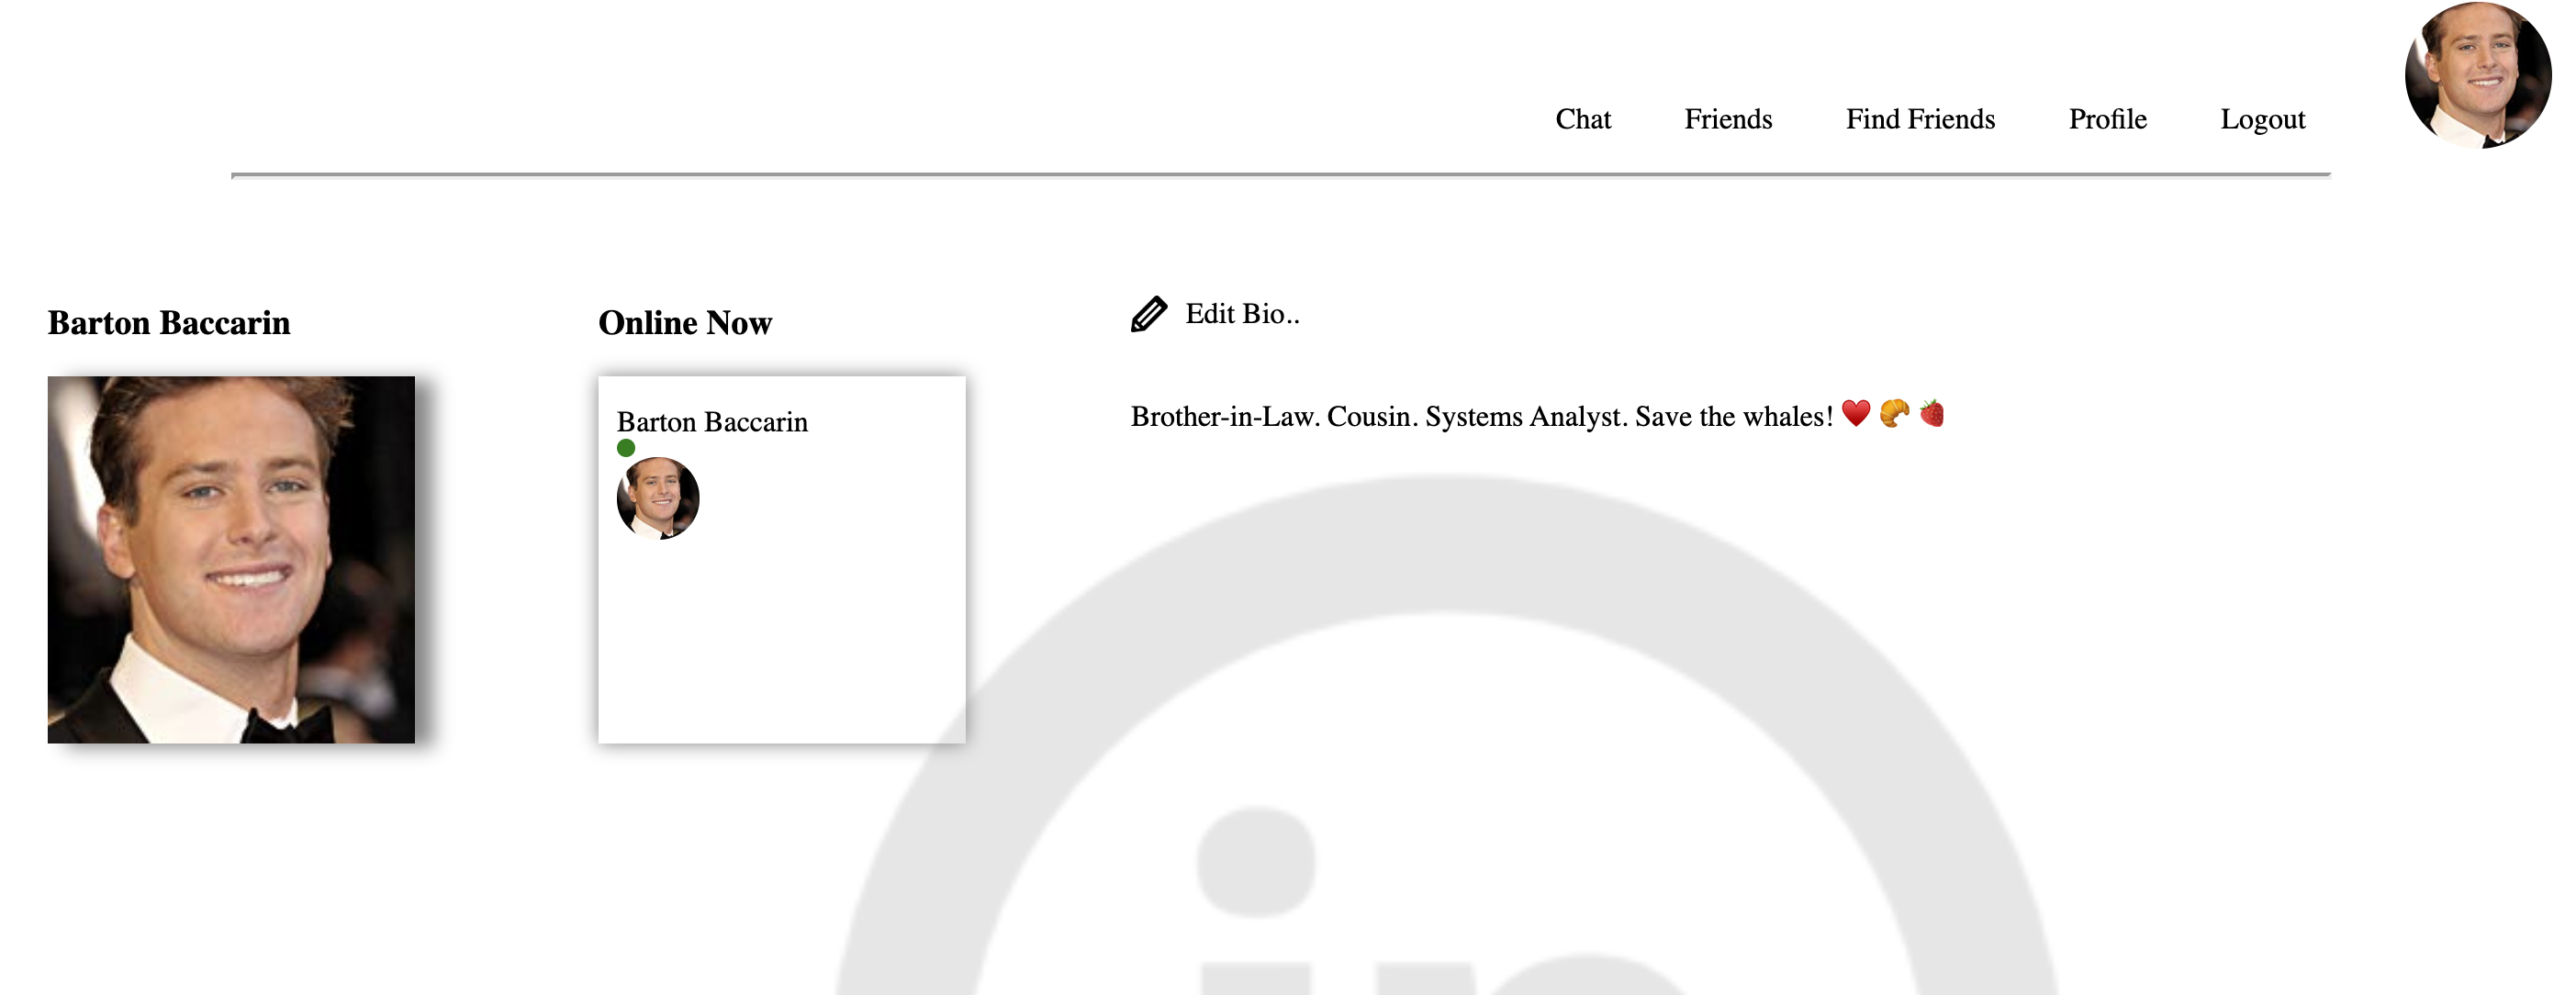 Chat Friends Find Friends Profile Logout
Barton Baccarin
Online Now
Edit Bio..
Barton Baccarin
Brother-in-Law. Cousin. Systems Analyst. Save the whales! ❤️ 🥐 🍓
in